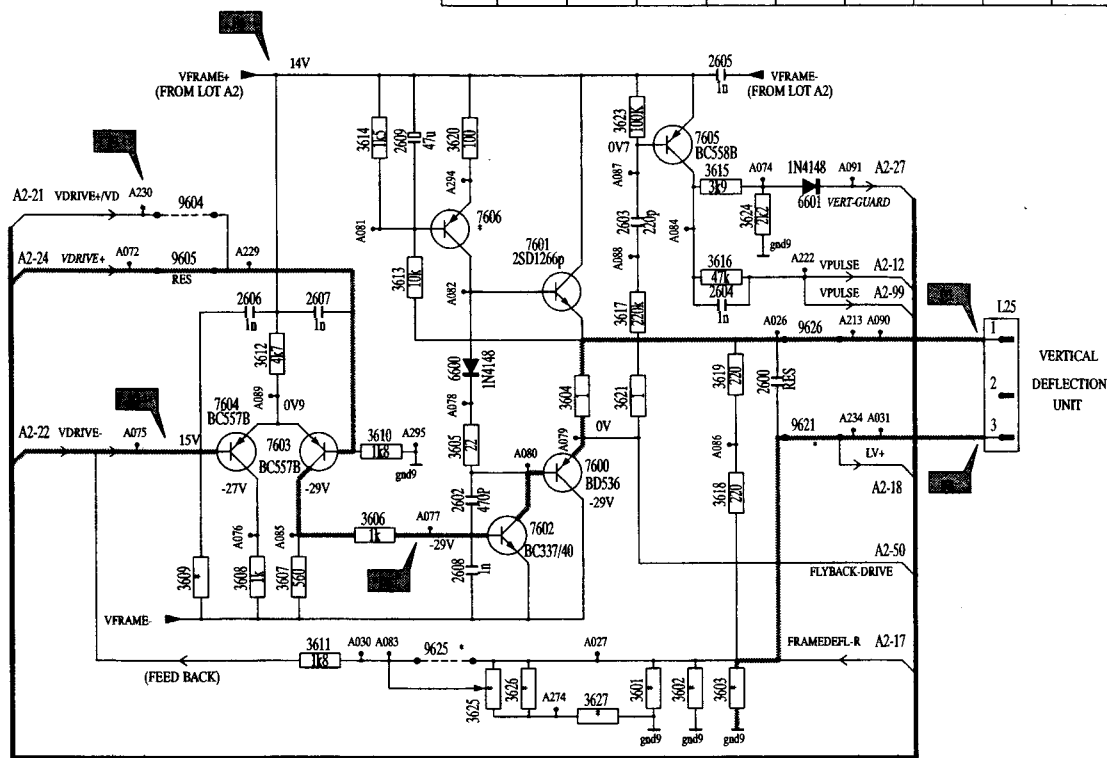 14V
2605
1n
VFRAME+
(FROM LOT A2)
VFRAME-
(FROM LOT A2)
3614
1k5
2609
47u
3620
100
3623
100K
7605
BC558B
0V7
A294
A087
3615
3k9
A074
1N4148
6601
A091
A2-27
VERT-GUARD
A2-21
VDRIVE+/VD
A230
9604
7606
*
A081
2603
220p
3624
2k2
gnd9
A084
A2-24
VDRIVE+
A072
9605
RES
A229
7601
2SD1266p
A088
3613
10k
A082
3616
47k
2604
1n
A222
VPULSE
A2-12
VPULSE
A2-99
2606
1n
2607
1n
3617
220k
L25
A026
9626
A213
A090
1
3612
4k7
6600
1N4148
3604
3621
3619
220
2600
RES
VERTICAL
DEFLECTION
UNIT
2
A089
0V9
A078
7604
BC557B
7603
BC557B
3610
1k8
A295
gnd9
3605
22
A079
0V
A086
9621
A234
A031
3
A2-22
VDRIVE-
A075
15V
LV+
A2-18
-27V
-29V
A080
7600
BD536
-29V
2602
470P
3618
220
A076
A085
3606
1k
A077
-29V
7602
BC337/40
2608
1n
3609
*
3608
1k
3607
560
A2-50
FLYBACK-DRIVE
VFRAME-
3611
1k8
A030
A083
9625
*
A027
FRAMEDEFL-R
A2-17
(FEED BACK)
3625
*
3626
*
A274
3627
*
3601
*
3602
*
3603
*
gnd9
gnd9
gnd9